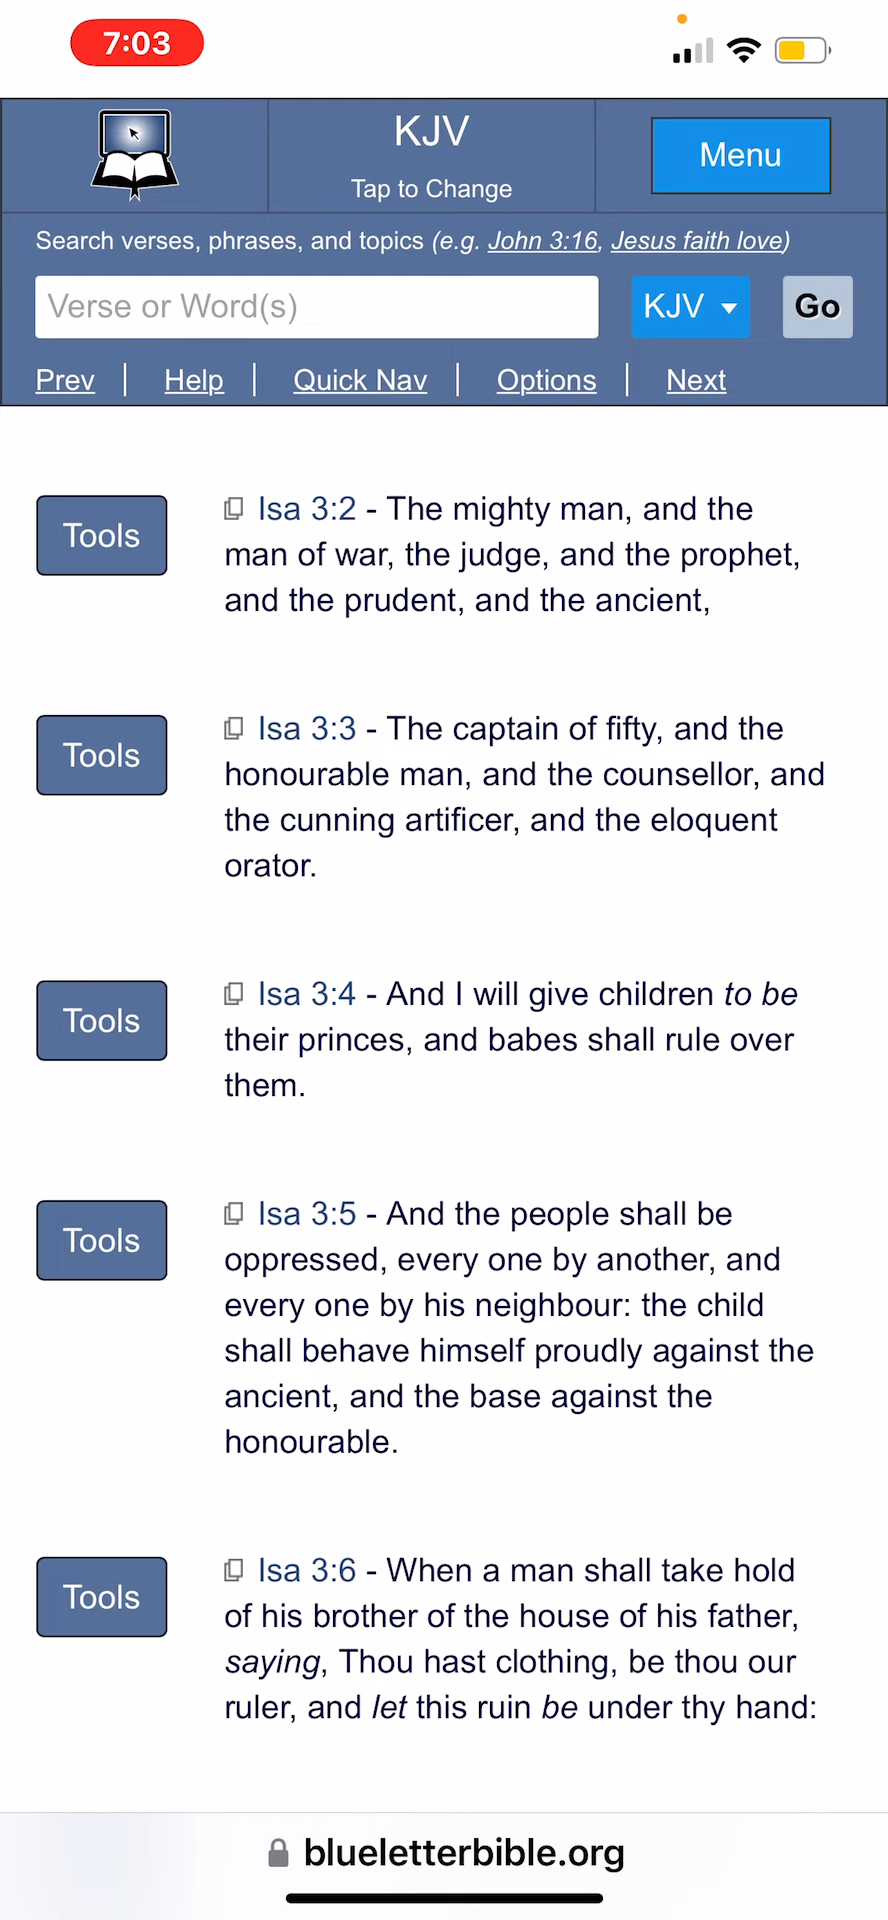 7:03
KJV
Tap to Change
Menu
Search verses, phrases, and topics (e.g. John 3:16, Jesus faith love)
Verse or Word(s)
KJV
Go
Prev | Help | Quick Nav | Options | Next
Tools
Isa 3:2 - The mighty man, and the
man of war, the judge, and the prophet,
and the prudent, and the ancient,
Tools
Isa 3:3 - The captain of fifty, and the
honourable man, and the counsellor, and
the cunning artificer, and the eloquent
orator.
Tools
Isa 3:4 - And I will give children to be
their princes, and babes shall rule over
them.
Tools
Isa 3:5 - And the people shall be
oppressed, every one by another, and
every one by his neighbour: the child
shall behave himself proudly against the
ancient, and the base against the
honourable.
Tools
Isa 3:6 - When a man shall take hold
of his brother of the house of his father,
saying, Thou hast clothing, be thou our
ruler, and let this ruin be under thy hand:
blueletterbible.org